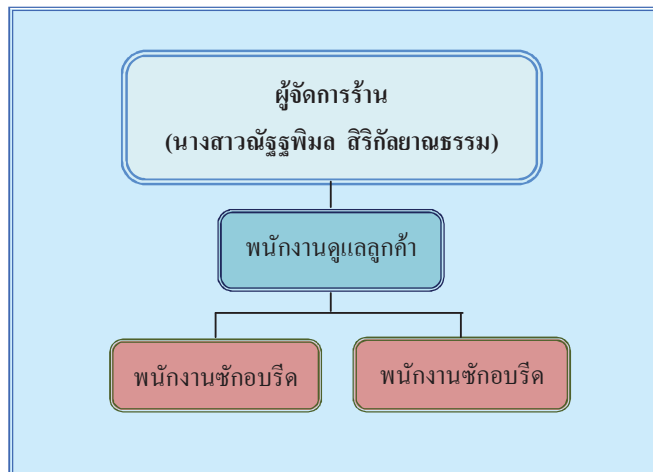 ผู้จัดการร้าน
(นางสาวณัฐฐพิมล สิริกัลยาณธรรม)
พนักงานดูแลลูกค้า
พนักงานซักอบรีด
พนักงานซักอบรีด